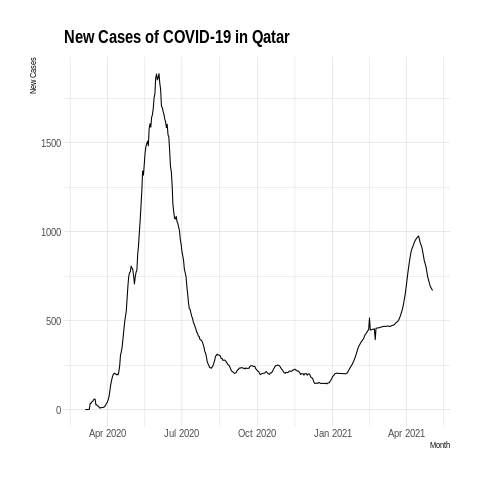 New Cases of COVID-19 in Qatar
New Cases
1500
1000
500
0
Apr 2020 Jul 2020 Oct 2020 Jan 2021 Apr 2021
Month